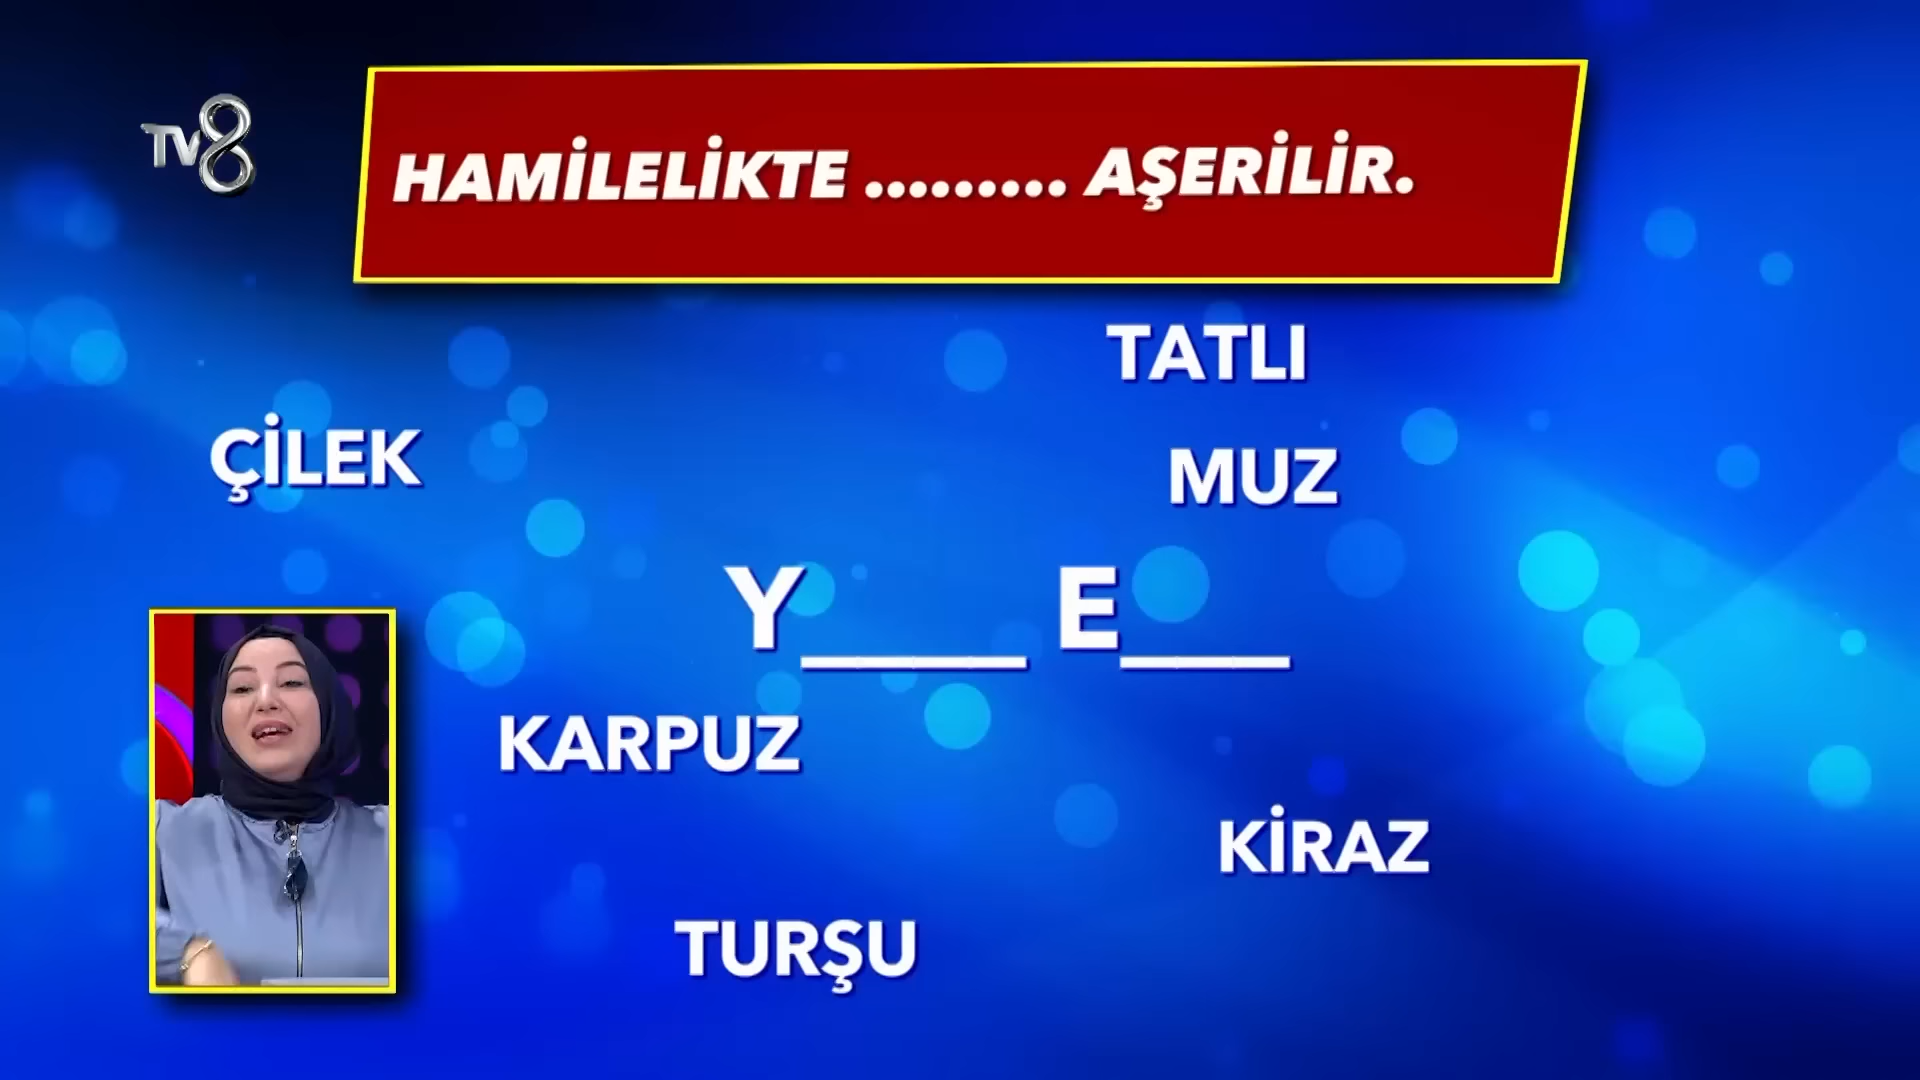 TV8
HAMİLELİKTE ......... AŞERİLİR.
TATLI
ÇİLEK
MUZ
Y____ E___
KARPUZ
KİRAZ
TURŞU